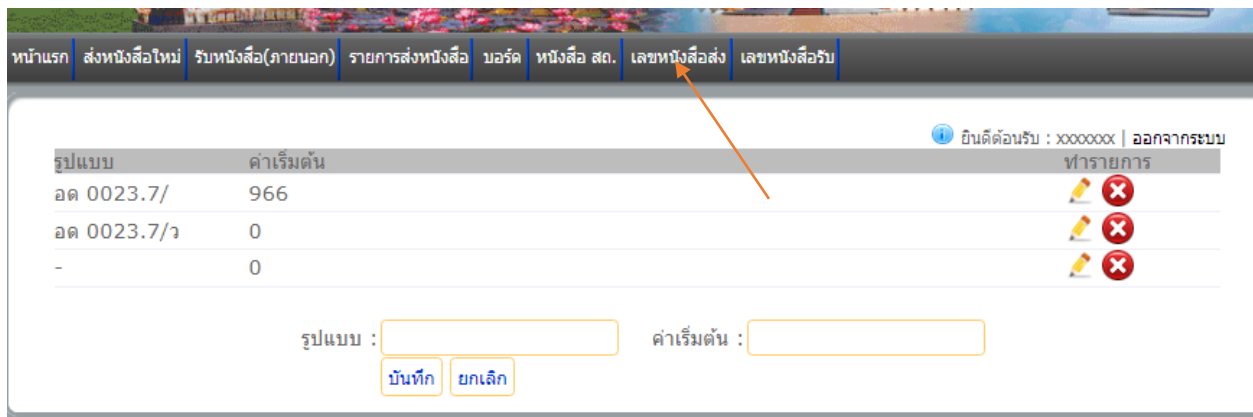 หน้าแรก ส่งหนังสือใหม่ รับหนังสือ(ภายนอก) รายการส่งหนังสือ บอร์ด หนังสือ สถ. เลขหนังสือส่ง เลขหนังสือรับ
ยินดีต้อนรับ : xxxxxxx | ออกจากระบบ
รูปแบบ ค่าเริ่มต้น ทำรายการ
อด 0023.7/ 966
อด 0023.7/ว 0
- 0
รูปแบบ : ค่าเริ่มต้น :
บันทึก ยกเลิก